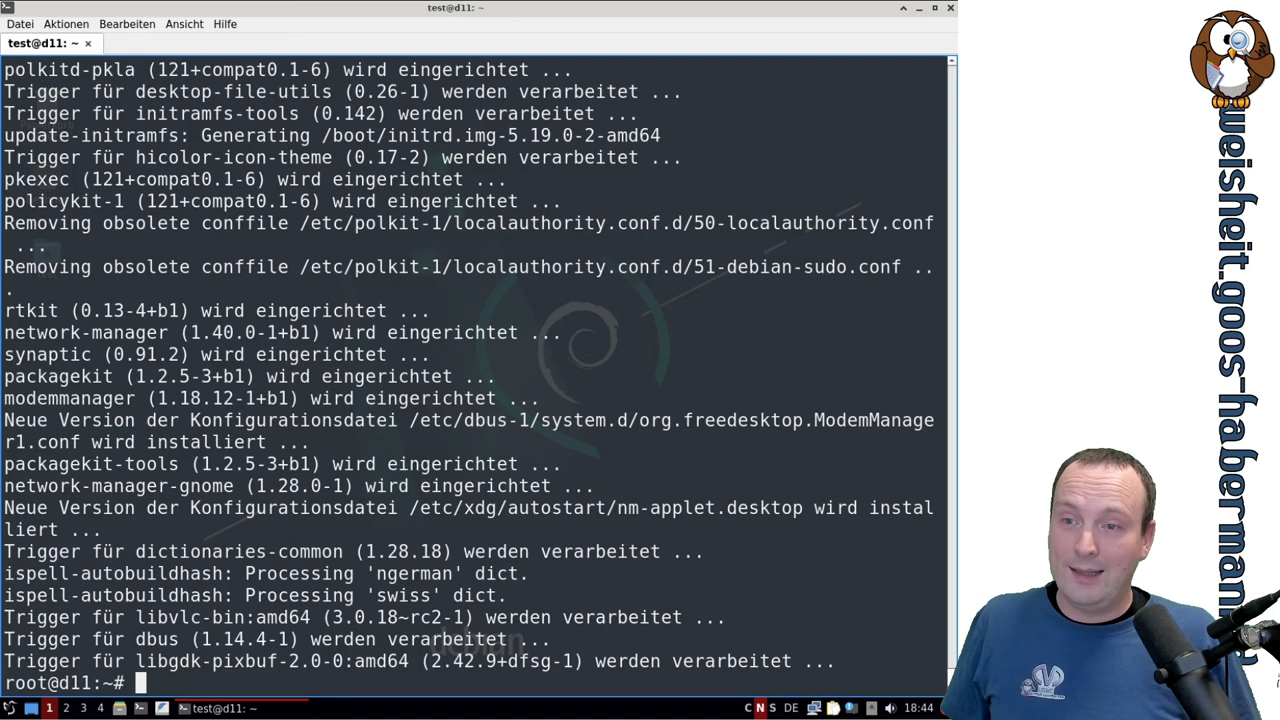 test@d11: ~
Datei Aktionen Bearbeiten Ansicht Hilfe
test@d11: ~ ×
polkitd-pkla (121+compat0.1-6) wird eingerichtet ...
Trigger für desktop-file-utils (0.26-1) werden verarbeitet ...
Trigger für initramfs-tools (0.142) werden verarbeitet ...
update-initramfs: Generating /boot/initrd.img-5.19.0-2-amd64
Trigger für hicolor-icon-theme (0.17-2) werden verarbeitet ...
pkexec (121+compat0.1-6) wird eingerichtet ...
policykit-1 (121+compat0.1-6) wird eingerichtet ...
Removing obsolete conffile /etc/polkit-1/localauthority.conf.d/50-localauthority.conf
...
Removing obsolete conffile /etc/polkit-1/localauthority.conf.d/51-debian-sudo.conf ..
.
rtkit (0.13-4+b1) wird eingerichtet ...
network-manager (1.40.0-1+b1) wird eingerichtet ...
synaptic (0.91.2) wird eingerichtet ...
packagekit (1.2.5-3+b1) wird eingerichtet ...
modemmanager (1.18.12-1+b1) wird eingerichtet ...
Neue Version der Konfigurationsdatei /etc/dbus-1/system.d/org.freedesktop.ModemManage
r1.conf wird installiert ...
packagekit-tools (1.2.5-3+b1) wird eingerichtet ...
network-manager-gnome (1.28.0-1) wird eingerichtet ...
Neue Version der Konfigurationsdatei /etc/xdg/autostart/nm-applet.desktop wird instal
liert ...
Trigger für dictionaries-common (1.28.18) werden verarbeitet ...
ispell-autobuildhash: Processing 'ngerman' dict.
ispell-autobuildhash: Processing 'swiss' dict.
Trigger für libvlc-bin:amd64 (3.0.18~rc2-1) werden verarbeitet ...
Trigger für dbus (1.14.4-1) werden verarbeitet ...
Trigger für libgdk-pixbuf-2.0-0:amd64 (2.42.9+dfsg-1) werden verarbeitet ...
root@d11:~#
debian
1 2 3 4 test@d11: ~ C N S DE 18:44
weisheit.goos-habermann